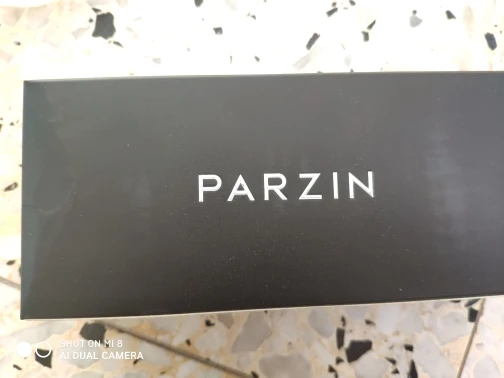 PARZIN
SHOT ON MI 8
AI DUAL CAMERA